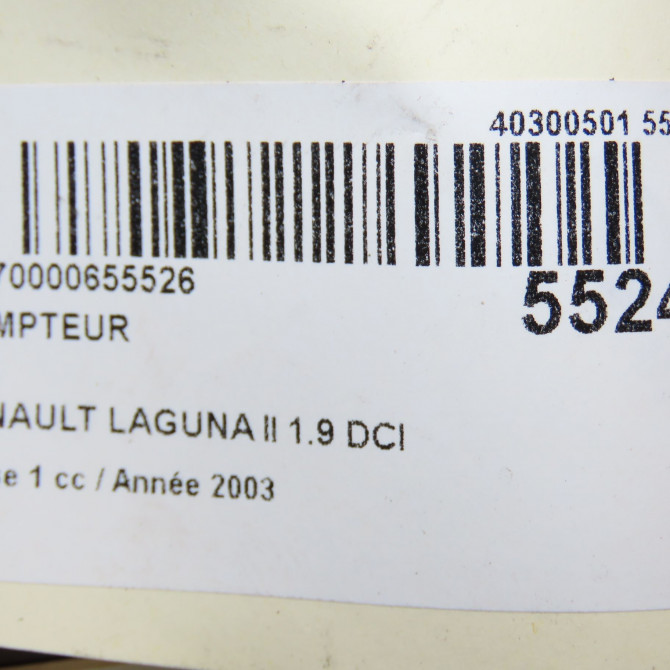 40300501 55
70000655526
5524
MPTEUR
NAULT LAGUNA II 1.9 DCI
e 1 cc / Année 2003